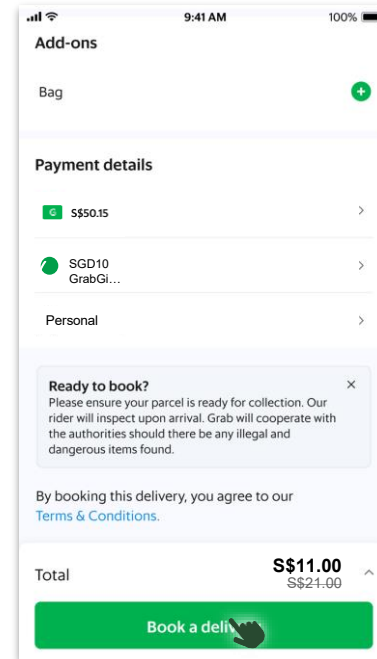 9:41 AM 100%
Add-ons
Bag
Payment details
G S$50.15
SGD10
GrabGi...
Personal
Ready to book?
Please ensure your parcel is ready for collection. Our
rider will inspect upon arrival. Grab will cooperate with
the authorities should there be any illegal and
dangerous items found.
By booking this delivery, you agree to our
Terms & Conditions.
Total S$11.00
S$21.00
Book a deliv